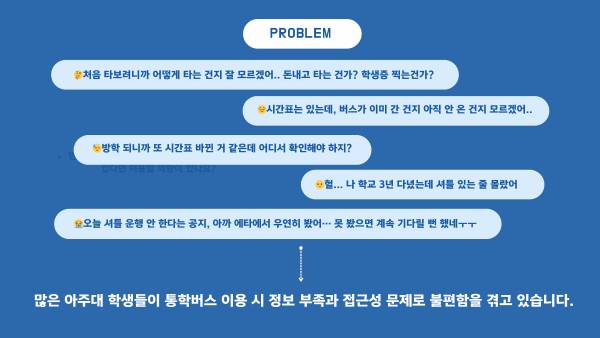 PROBLEM
처음 타보려니까 어떻게 타는 건지 잘 모르겠어.. 돈내고 타는 건가? 학생증 찍는건가?
시간표는 있는데, 버스가 이미 간 건지 아직 안 온 건지 모르겠어..
방학 되니까 또 시간표 바뀐 거 같은데 어디서 확인해야 하지?
헐... 나 학교 3년 다녔는데 셔틀 있는 줄 몰랐어
오늘 셔틀 운행 안 한다는 공지, 아까 에타에서 우연히 봤어… 못 봤으면 계속 기다릴 뻔 했네ㅜㅜ
많은 아주대 학생들이 통학버스 이용 시 정보 부족과 접근성 문제로 불편함을 겪고 있습니다.